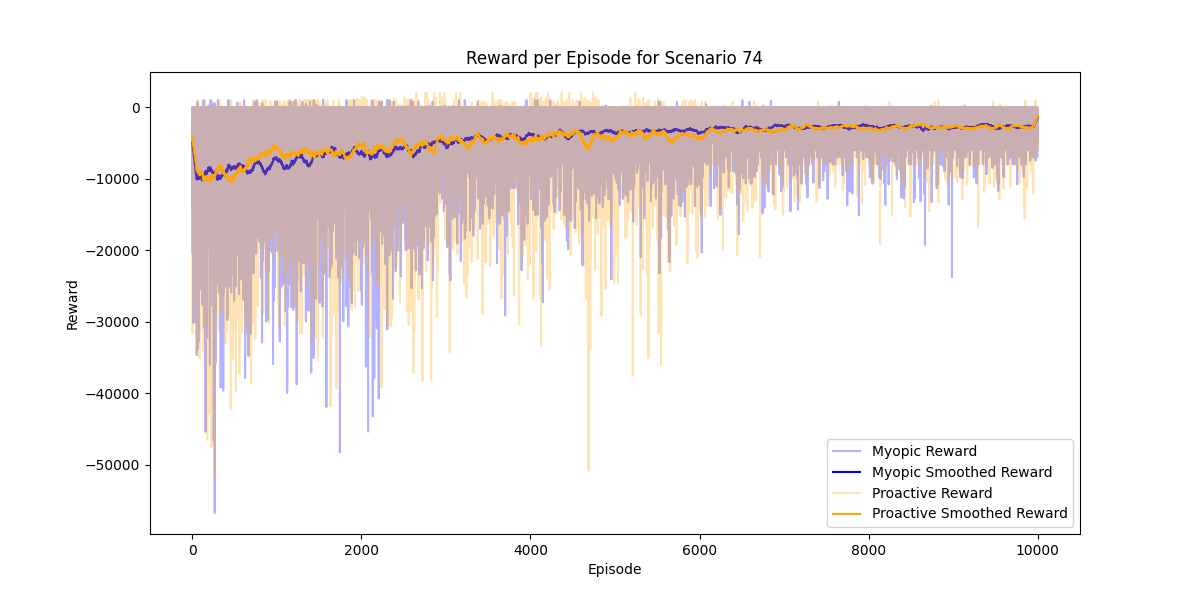 Reward per Episode for Scenario 74
0
−10000
−20000
−30000
−40000
−50000
Reward
0
2000
4000
6000
8000
10000
Episode
Myopic Reward
Myopic Smoothed Reward
Proactive Reward
Proactive Smoothed Reward